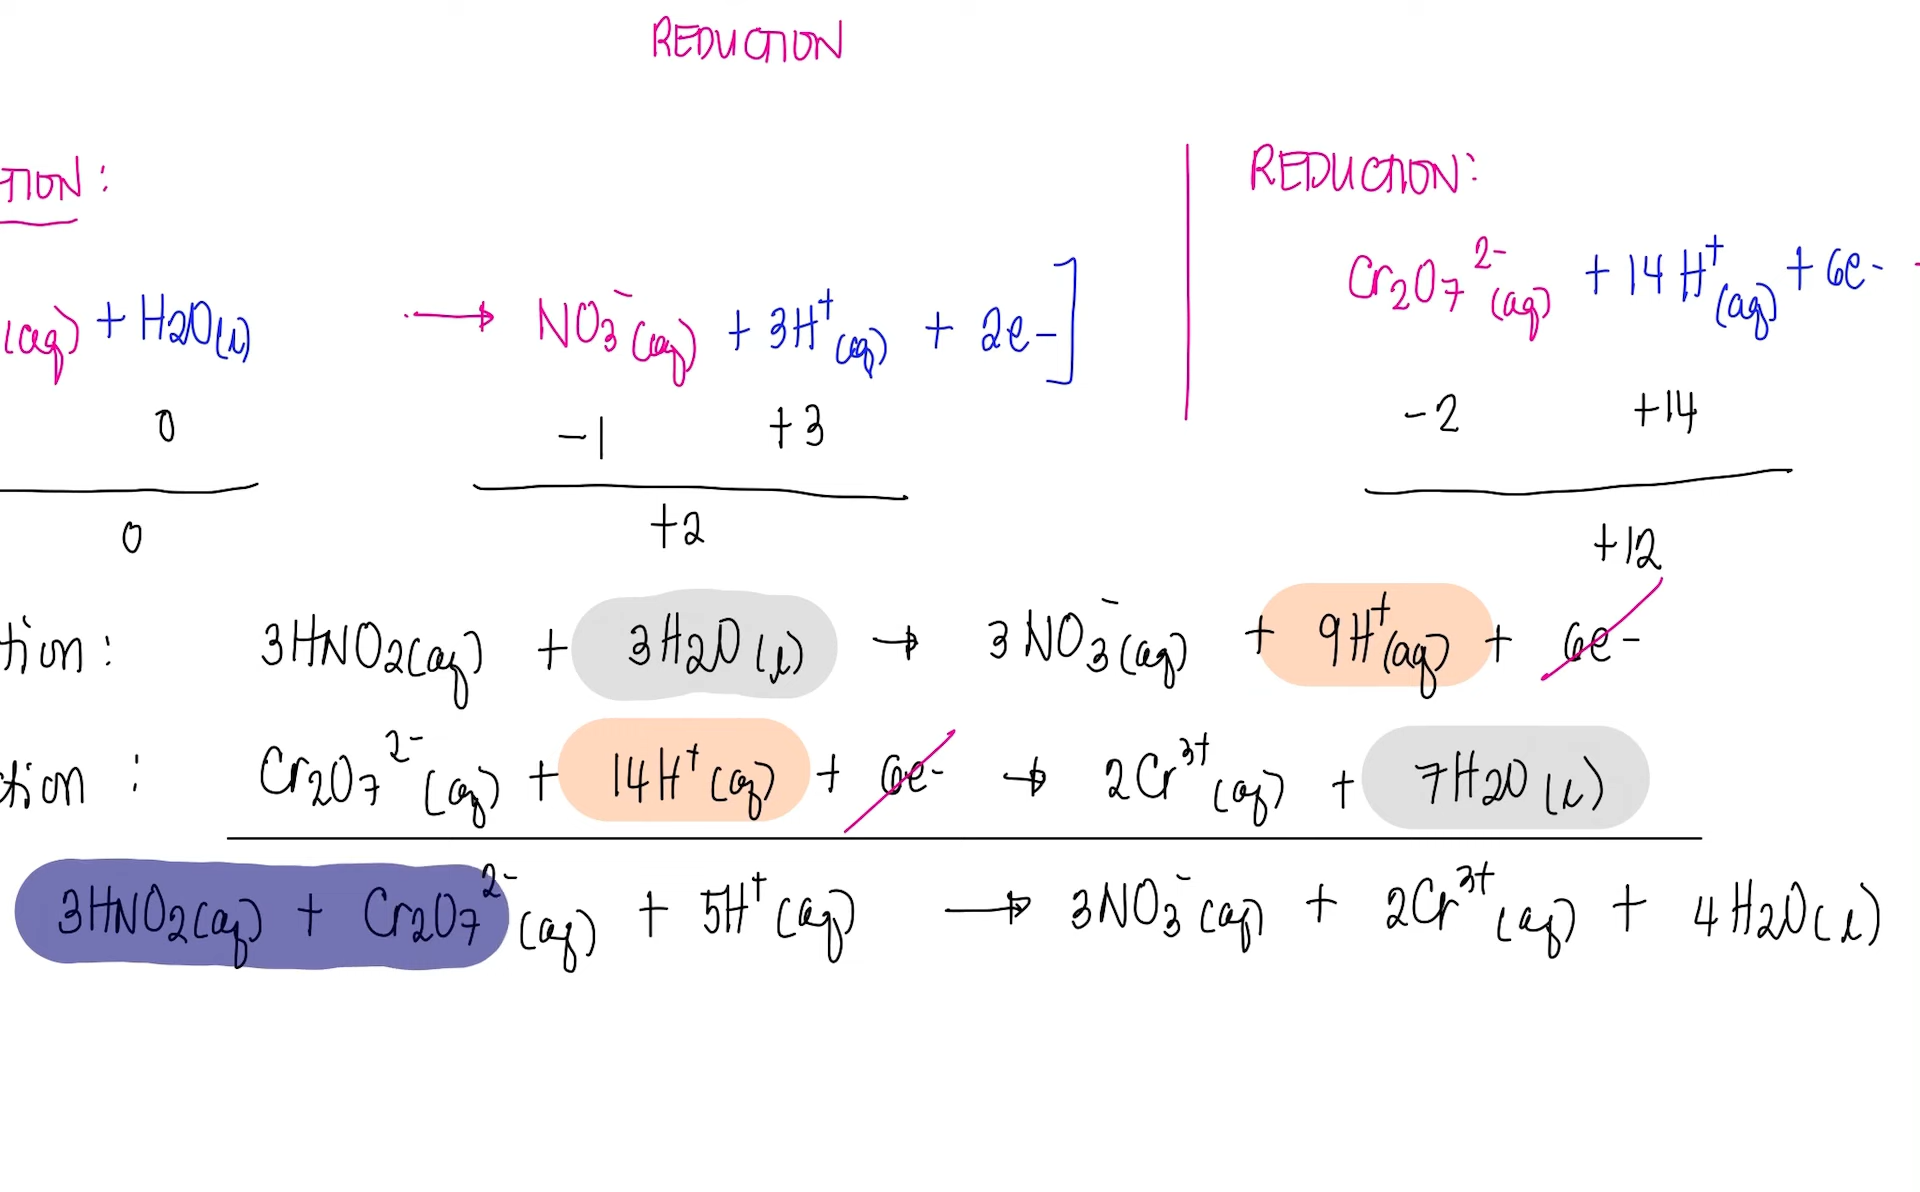 REDUCTION
TION :
REDUCTION:
(aq) + H2O(l) → NO3⁻(aq) + 3H⁺(aq) + 2e-]
Cr2O7²⁻(aq) + 14H⁺(aq) + 6e-
0 -1 +3
-2 +14
0 +2
+12
tion : 3HNO2(aq) + 3H2O(l) → 3NO3⁻(aq) + 9H⁺(aq) + 6e-
ction : Cr2O7²⁻(aq) + 14H⁺(aq) + 6e- → 2Cr³⁺(aq) + 7H2O(l)
3HNO2(aq) + Cr2O7²⁻(aq) + 5H⁺(aq) → 3NO3⁻(aq) + 2Cr³⁺(aq) + 4H2O(l)